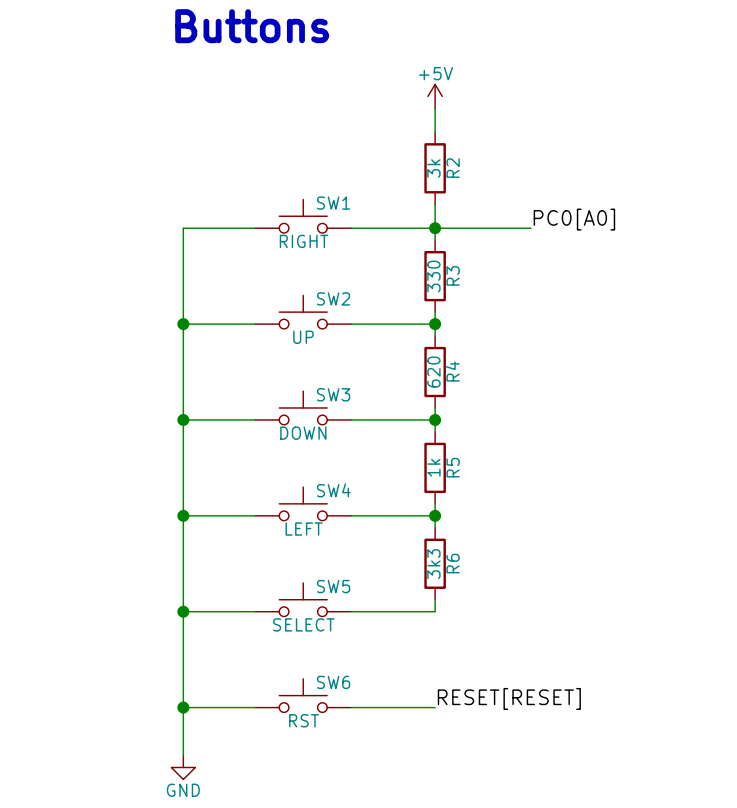 Buttons
+5V
3k
R2
SW1
RIGHT
PC0[A0]
330
R3
SW2
UP
620
R4
SW3
DOWN
1k
R5
SW4
LEFT
3k3
R6
SW5
SELECT
SW6
RST
RESET[RESET]
GND